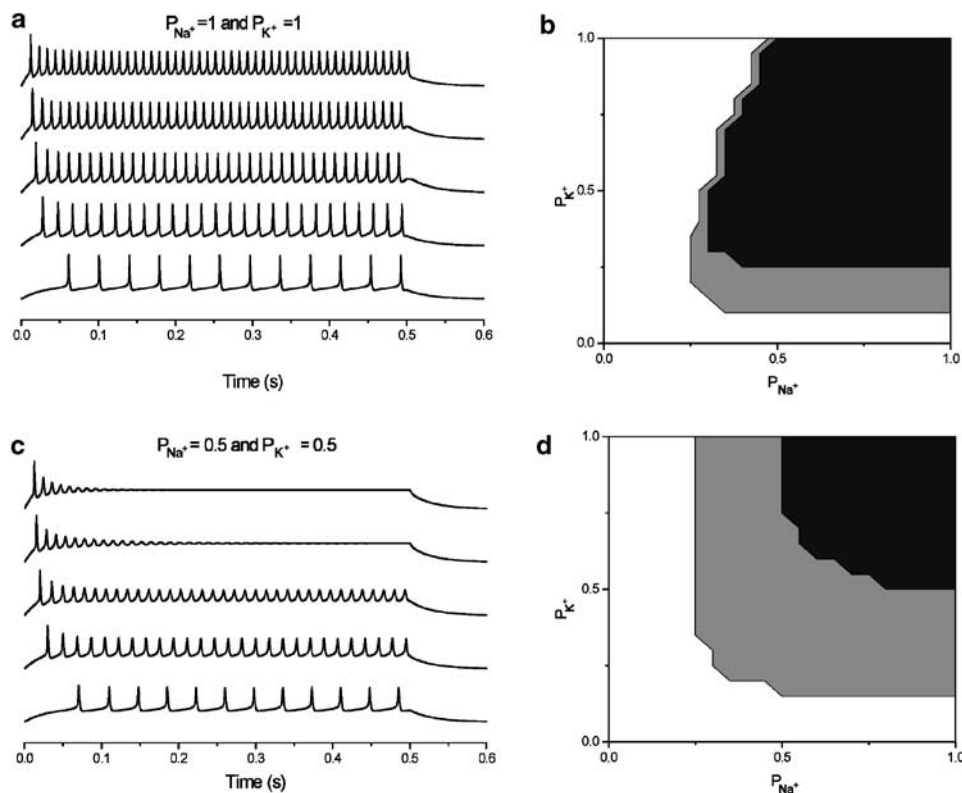 a
P_Na+ =1 and P_K+ =1
0.0 0.1 0.2 0.3 0.4 0.5 0.6
Time (s)
b
1.0
0.5
0.0
P_K+
0.0 0.5 1.0
P_Na+
c
P_Na+ = 0.5 and P_K+ = 0.5
0.0 0.1 0.2 0.3 0.4 0.5 0.6
Time (s)
d
1.0
0.5
0.0
P_K+
0.0 0.5 1.0
P_Na+